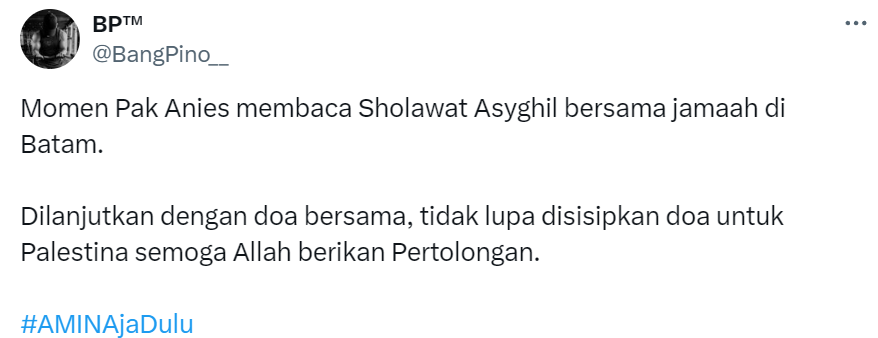 BP™
@BangPino__
Momen Pak Anies membaca Sholawat Asyghil bersama jamaah di
Batam.
Dilanjutkan dengan doa bersama, tidak lupa disisipkan doa untuk
Palestina semoga Allah berikan Pertolongan.
#AMINAjaDulu